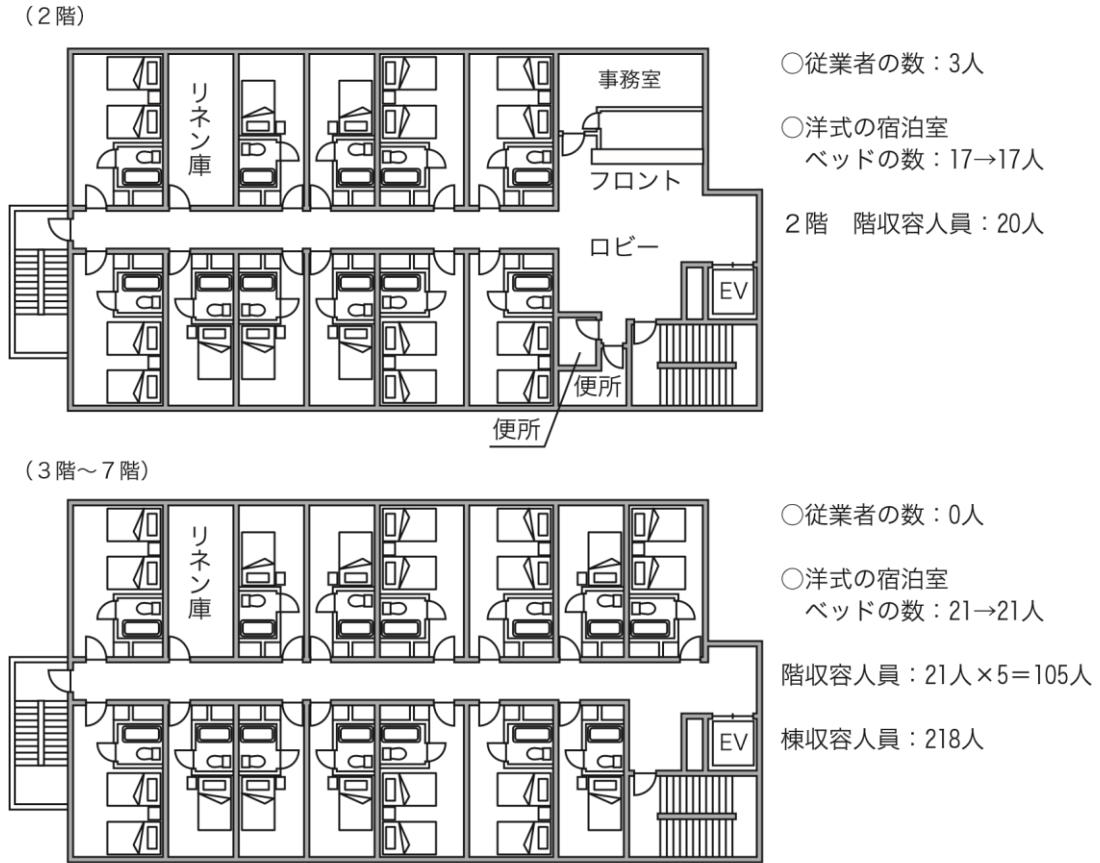 （２階）
リネン庫
事務室
フロント
ロビー
EV
便所
便所
○従業者の数：3人
○洋式の宿泊室
ベッドの数：17→17人
２階　階収容人員：20人
（３階～７階）
リネン庫
EV
○従業者の数：0人
○洋式の宿泊室
ベッドの数：21→21人
階収容人員：21人×5＝105人
棟収容人員：218人